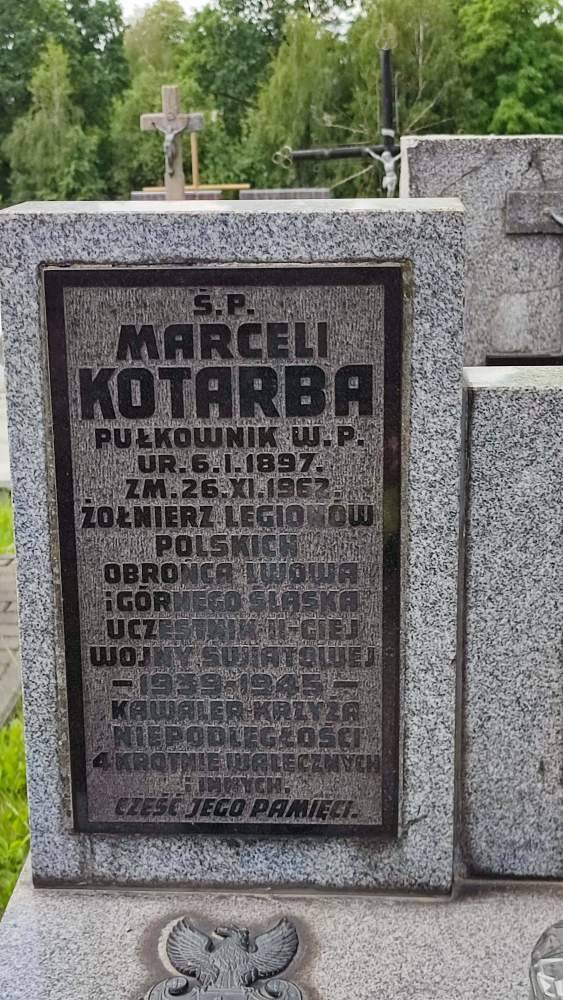 Ś.P.
MARCELI
KOTARBA
PUŁKOWNIK W.P.
UR.6.I.1897.
ZM.26.XI.1962.
ŻOŁNIERZ LEGIONÓW
POLSKICH
OBROŃCA LWOWA
i GÓRNEGO ŚLĄSKA
UCZESTNIK II-GIEJ
WOJNY ŚWIATOWEJ
– 1939-1945 –
KAWALER KRZYŻA
NIEPODLEGŁOŚCI
4 KROTNIE WALECZNYCH
i INNYCH.
CZEŚĆ JEGO PAMIĘCI.